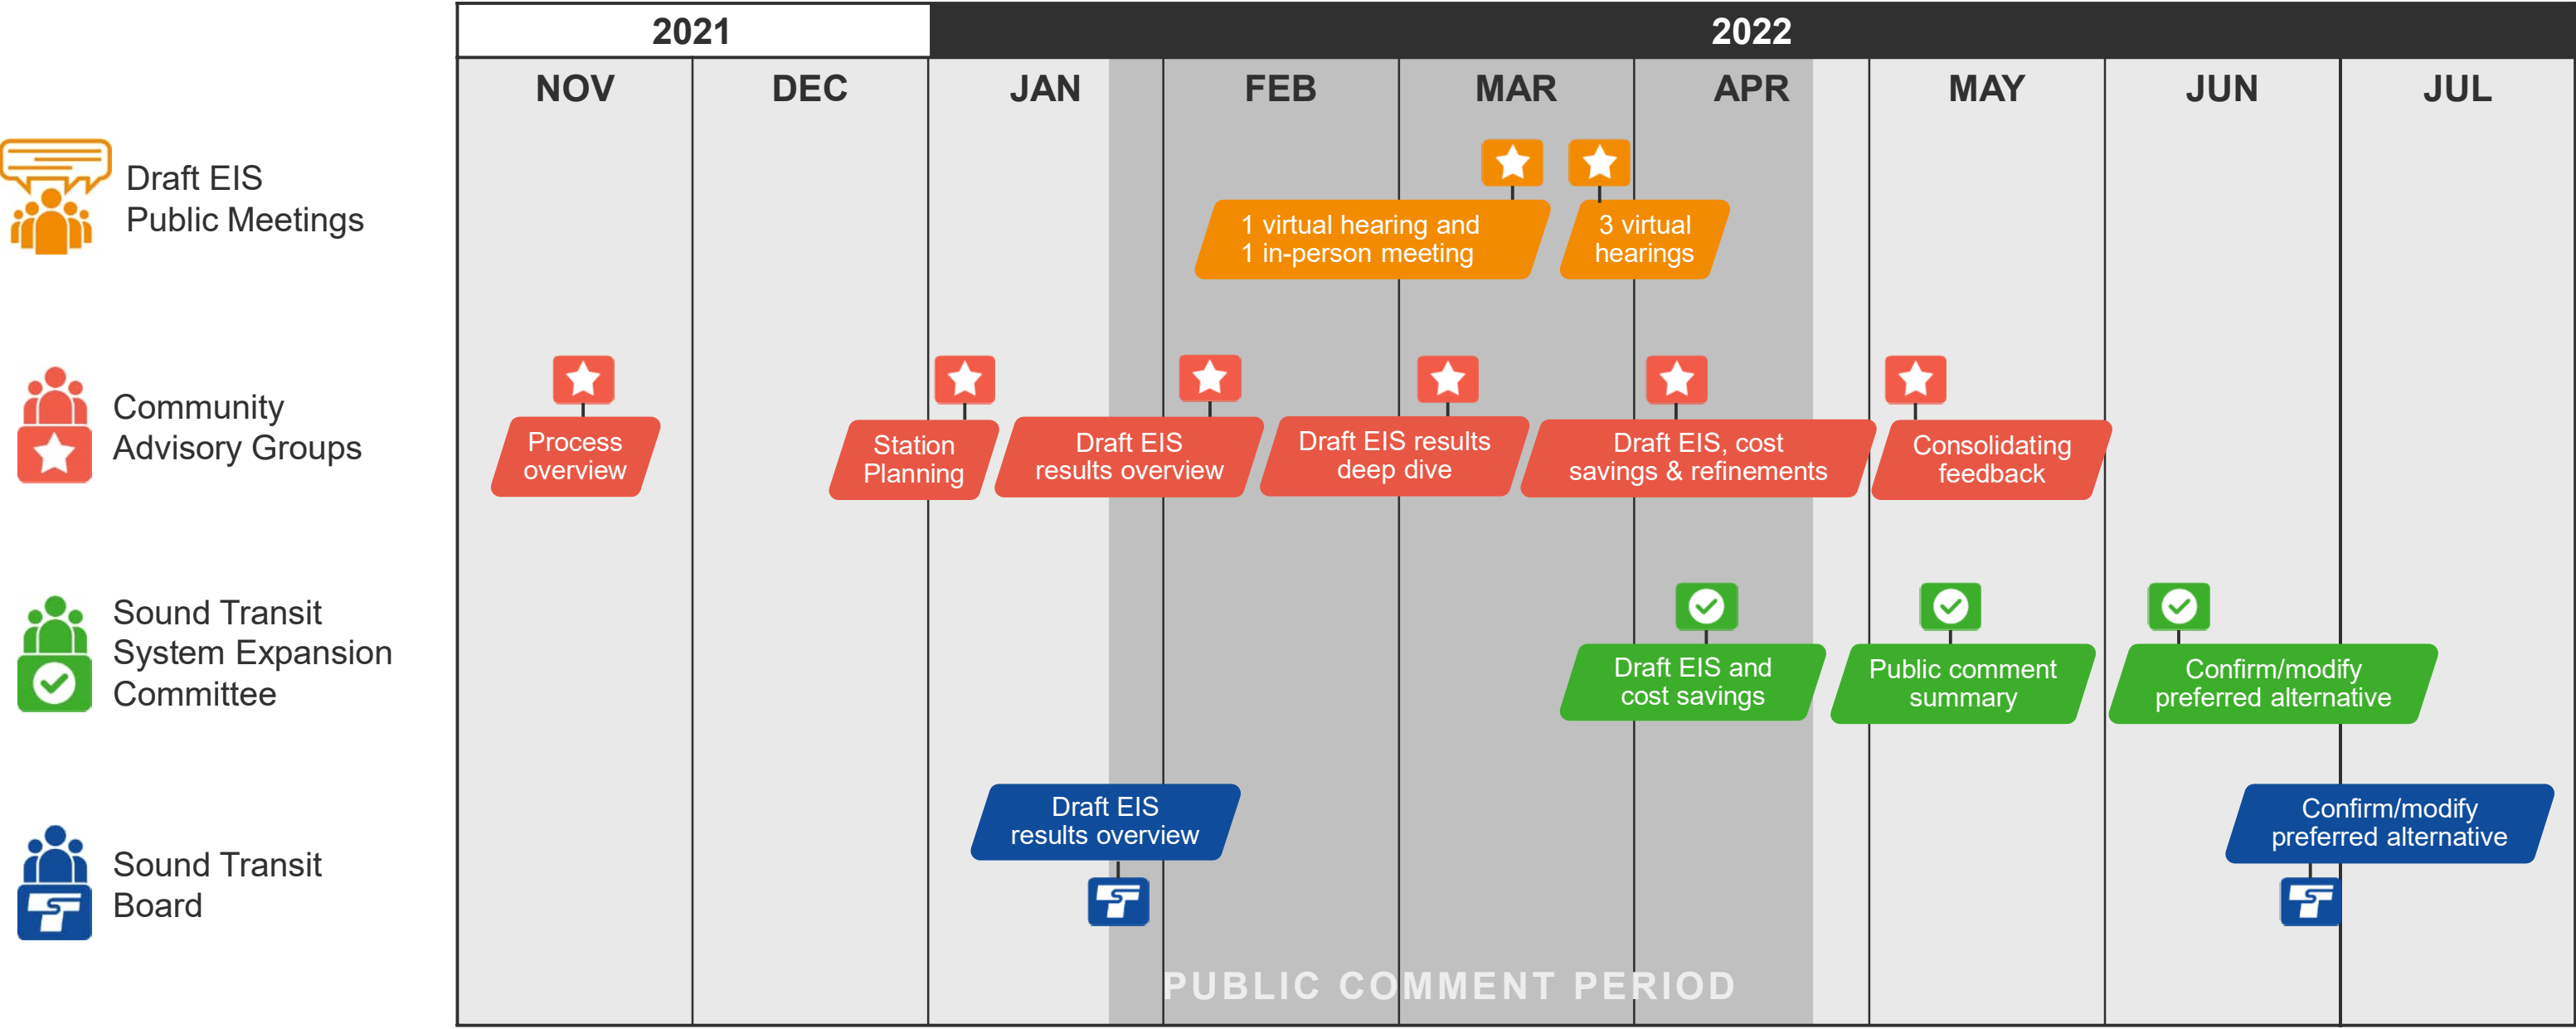 2021
2022
NOV
DEC
JAN
FEB
MAR
APR
MAY
JUN
JUL
Draft EIS
Public Meetings
1 virtual hearing and
1 in-person meeting
3 virtual
hearings
Community
Advisory Groups
Process
overview
Station
Planning
Draft EIS
results overview
Draft EIS results
deep dive
Draft EIS, cost
savings & refinements
Consolidating
feedback
Sound Transit
System Expansion
Committee
Draft EIS and
cost savings
Public comment
summary
Confirm/modify
preferred alternative
Sound Transit
Board
Draft EIS
results overview
Confirm/modify
preferred alternative
PUBLIC COMMENT PERIOD